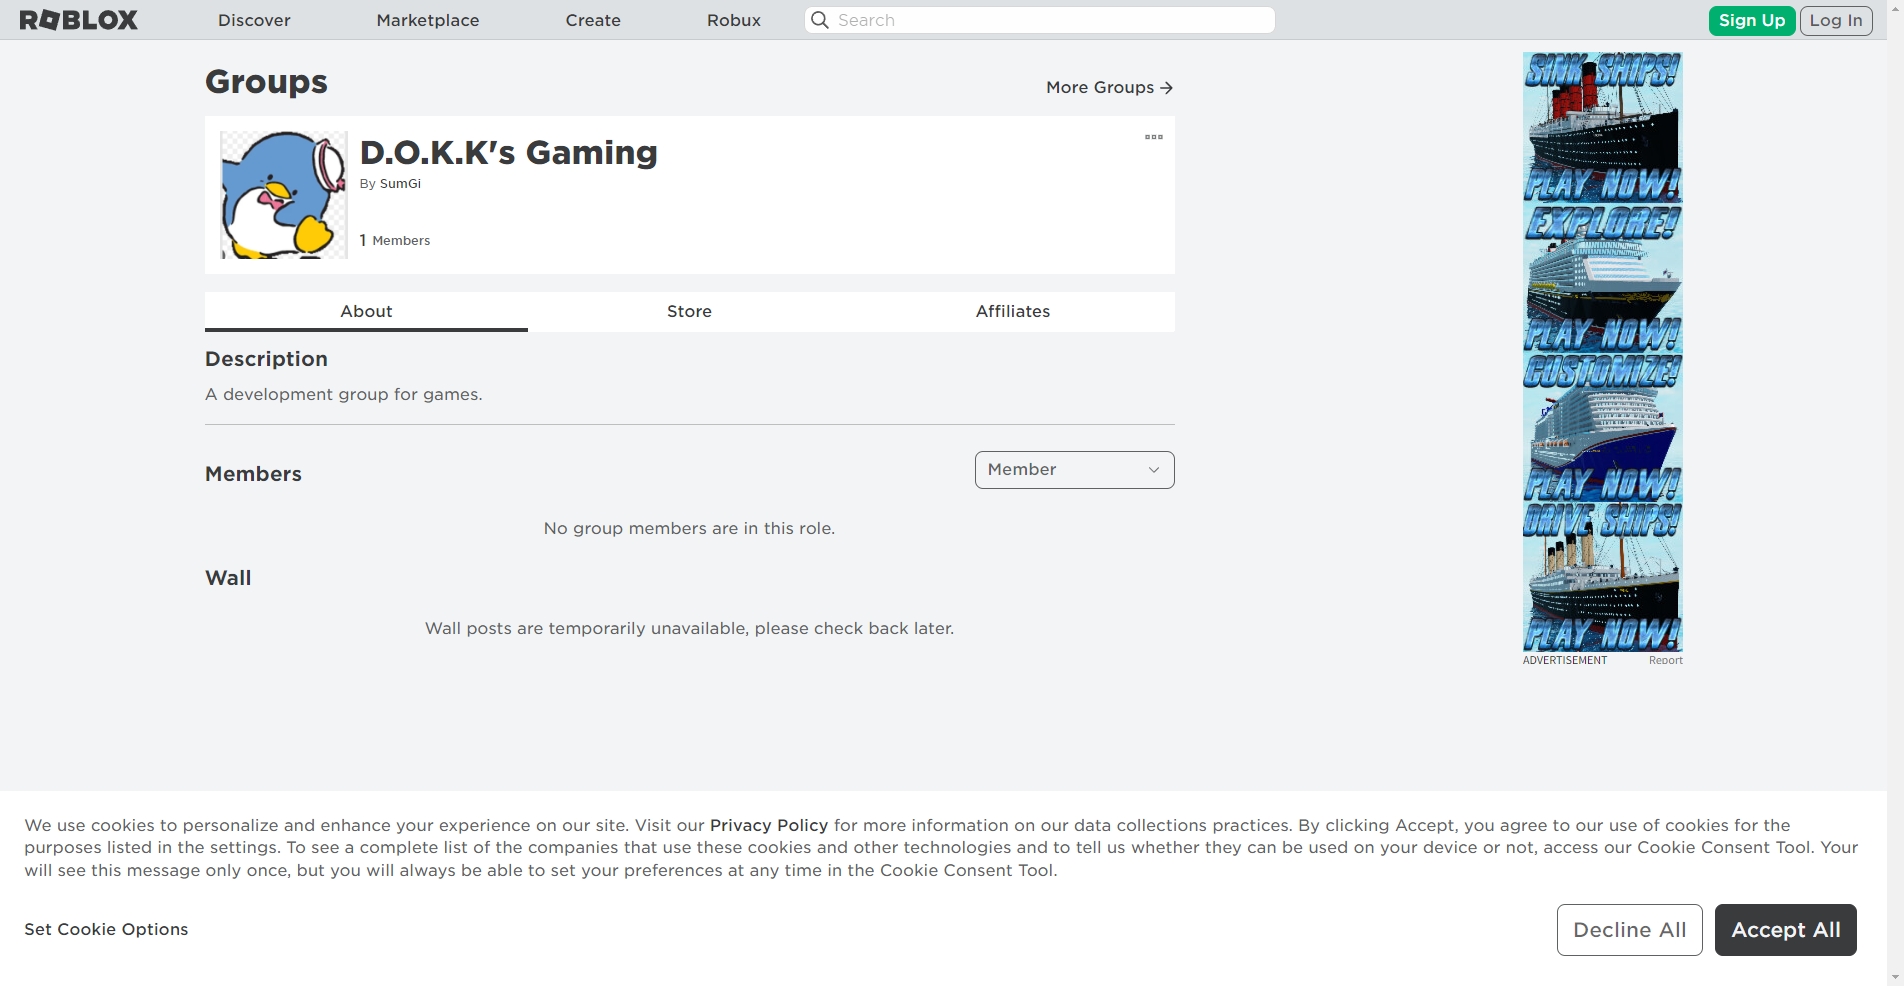 ROBLOX
Discover
Marketplace
Create
Robux
Search
Sign Up
Log In
Groups
More Groups
D.O.K.K's Gaming
By SumGi
1 Members
About
Store
Affiliates
Description
A development group for games.
Members
Member
No group members are in this role.
Wall
Wall posts are temporarily unavailable, please check back later.
SINK SHIPS!
PLAY NOW!
EXPLORE!
PLAY NOW!
CUSTOMIZE!
PLAY NOW!
DRIVE SHIPS!
PLAY NOW!
ADVERTISEMENT
Report
We use cookies to personalize and enhance your experience on our site. Visit our Privacy Policy for more information on our data collections practices. By clicking Accept, you agree to our use of cookies for the
purposes listed in the settings. To see a complete list of the companies that use these cookies and other technologies and to tell us whether they can be used on your device or not, access our Cookie Consent Tool. Your
will see this message only once, but you will always be able to set your preferences at any time in the Cookie Consent Tool.
Set Cookie Options
Decline All
Accept All